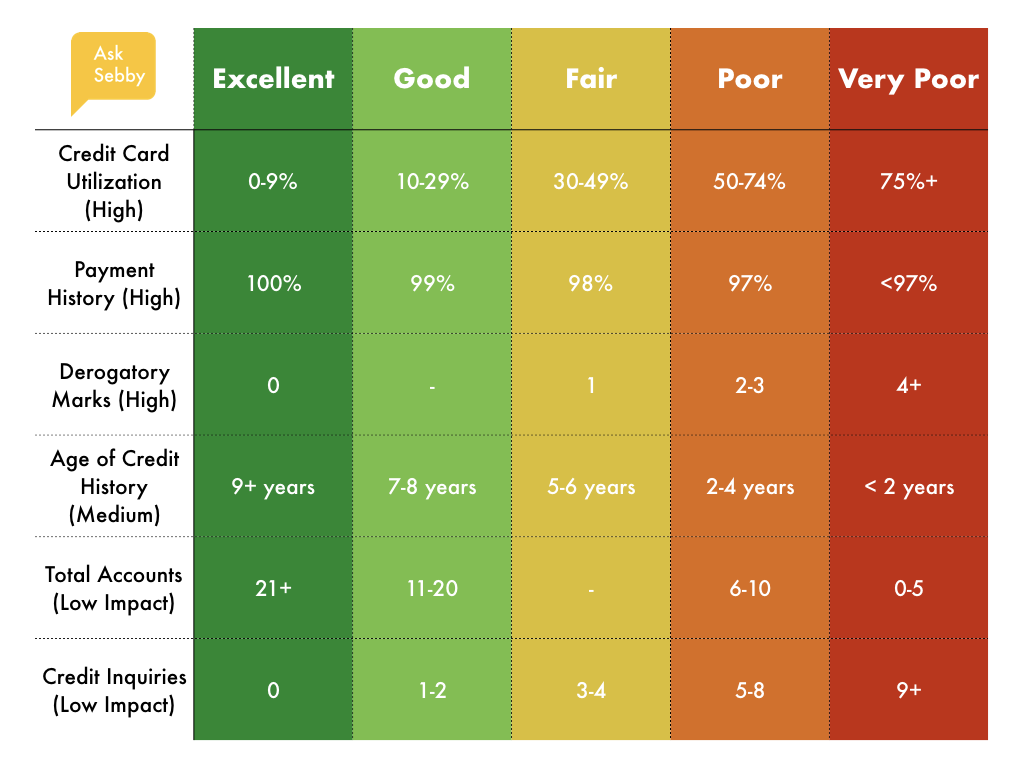 Ask
Sebby
Excellent
Good
Fair
Poor
Very Poor
Credit Card
Utilization
(High)
0-9%
10-29%
30-49%
50-74%
75%+
Payment
History (High)
100%
99%
98%
97%
<97%
Derogatory
Marks (High)
0
-
1
2-3
4+
Age of Credit
History
(Medium)
9+ years
7-8 years
5-6 years
2-4 years
< 2 years
Total Accounts
(Low Impact)
21+
11-20
-
6-10
0-5
Credit Inquiries
(Low Impact)
0
1-2
3-4
5-8
9+